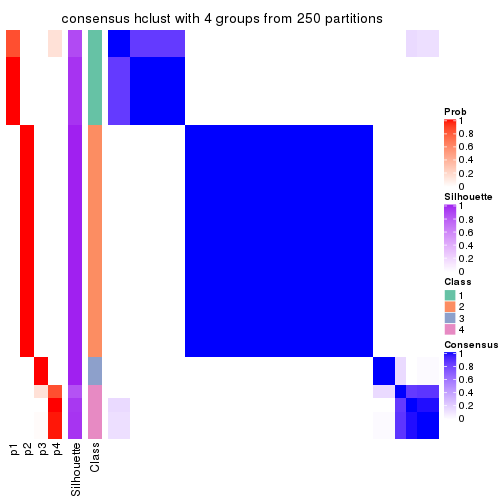 consensus hclust with 4 groups from 250 partitions
Prob
1
0.8
0.6
0.4
0.2
0
Silhouette
1
0.8
0.6
0.4
0.2
0
Class
1
2
3
4
Consensus
1
0.8
0.6
0.4
0.2
0
p1
p2
p3
p4
Silhouette
Class